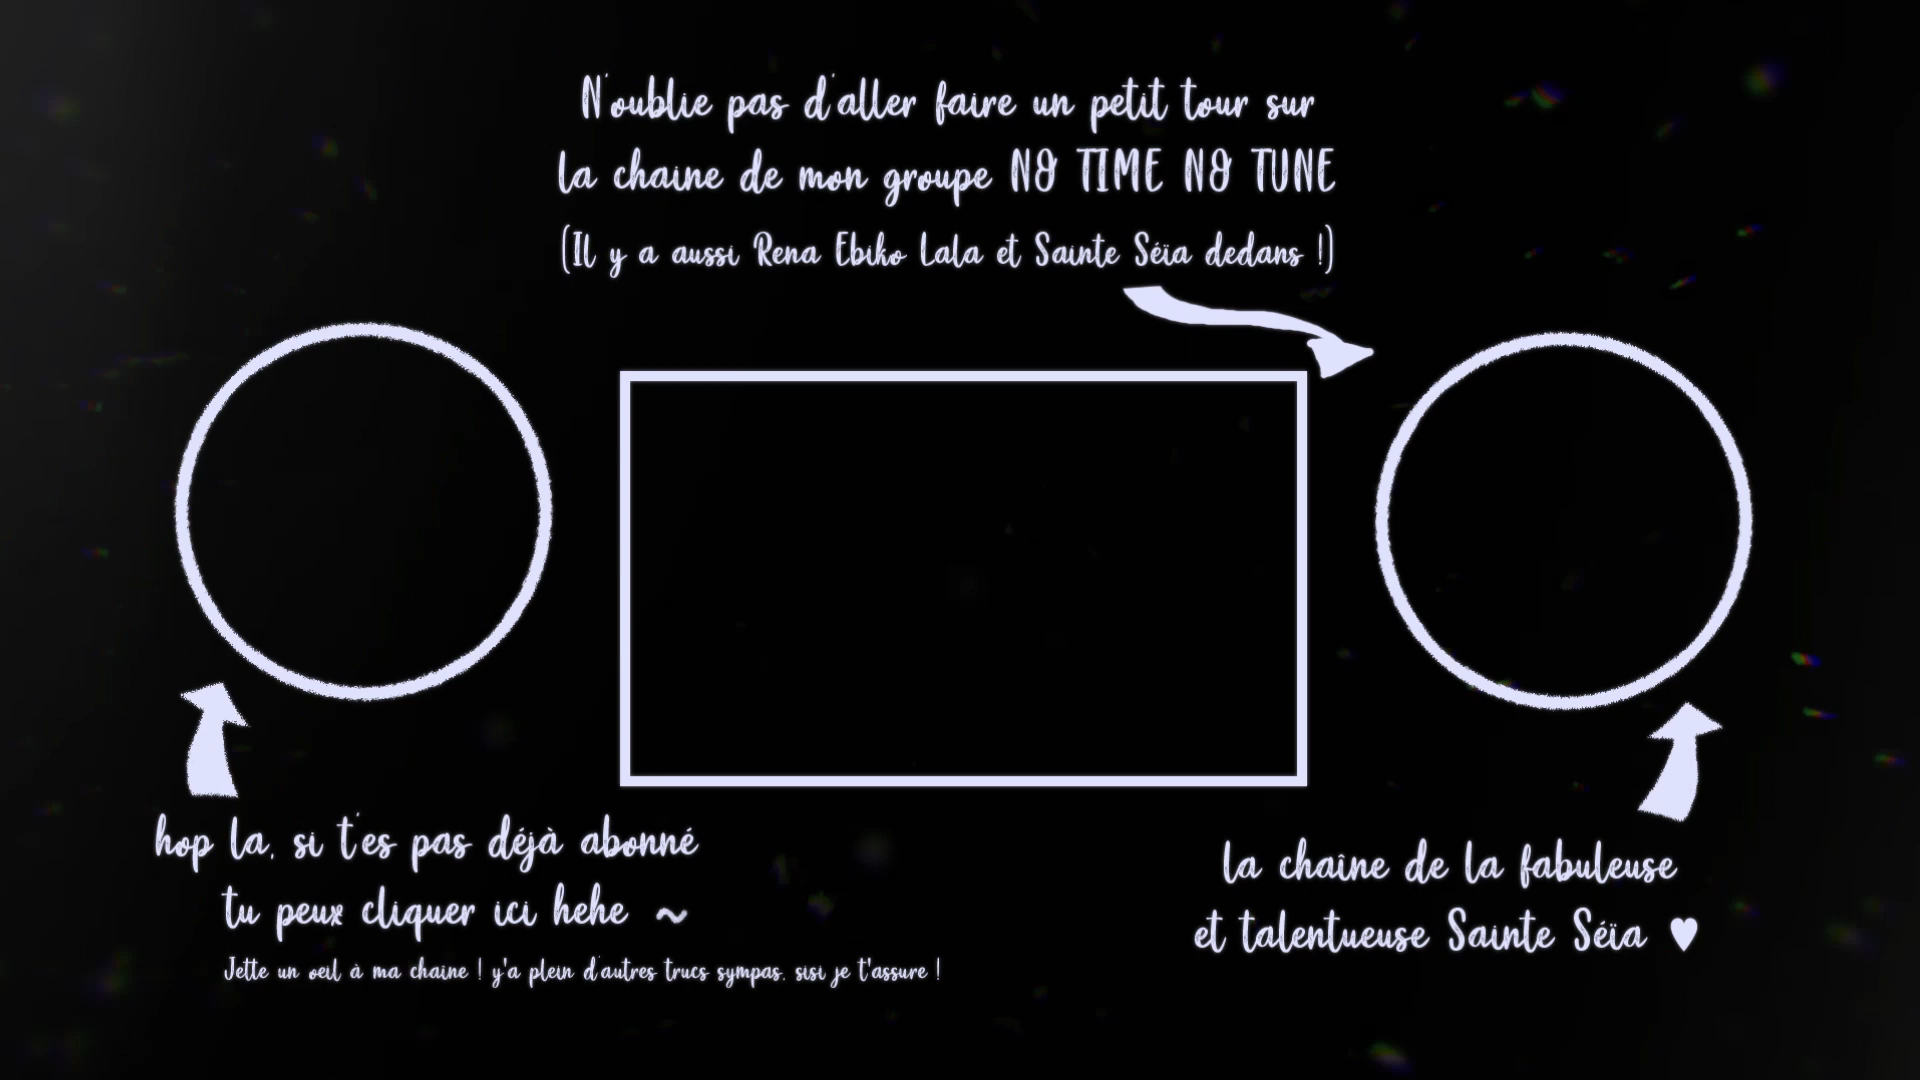 N'oublie pas d'aller faire un petit tour sur
la chaine de mon groupe NO TIME NO TUNE
(Il y a aussi Rena Ebiko Lala et Sainte Séïa dedans !)
hop la, si t'es pas déjà abonné
tu peux cliquer ici hehe ~
Jette un oeil à ma chaine ! y'a plein d'autres trucs sympas, sisi je t'assure !
la chaîne de la fabuleuse
et talentueuse Sainte Séïa ♥